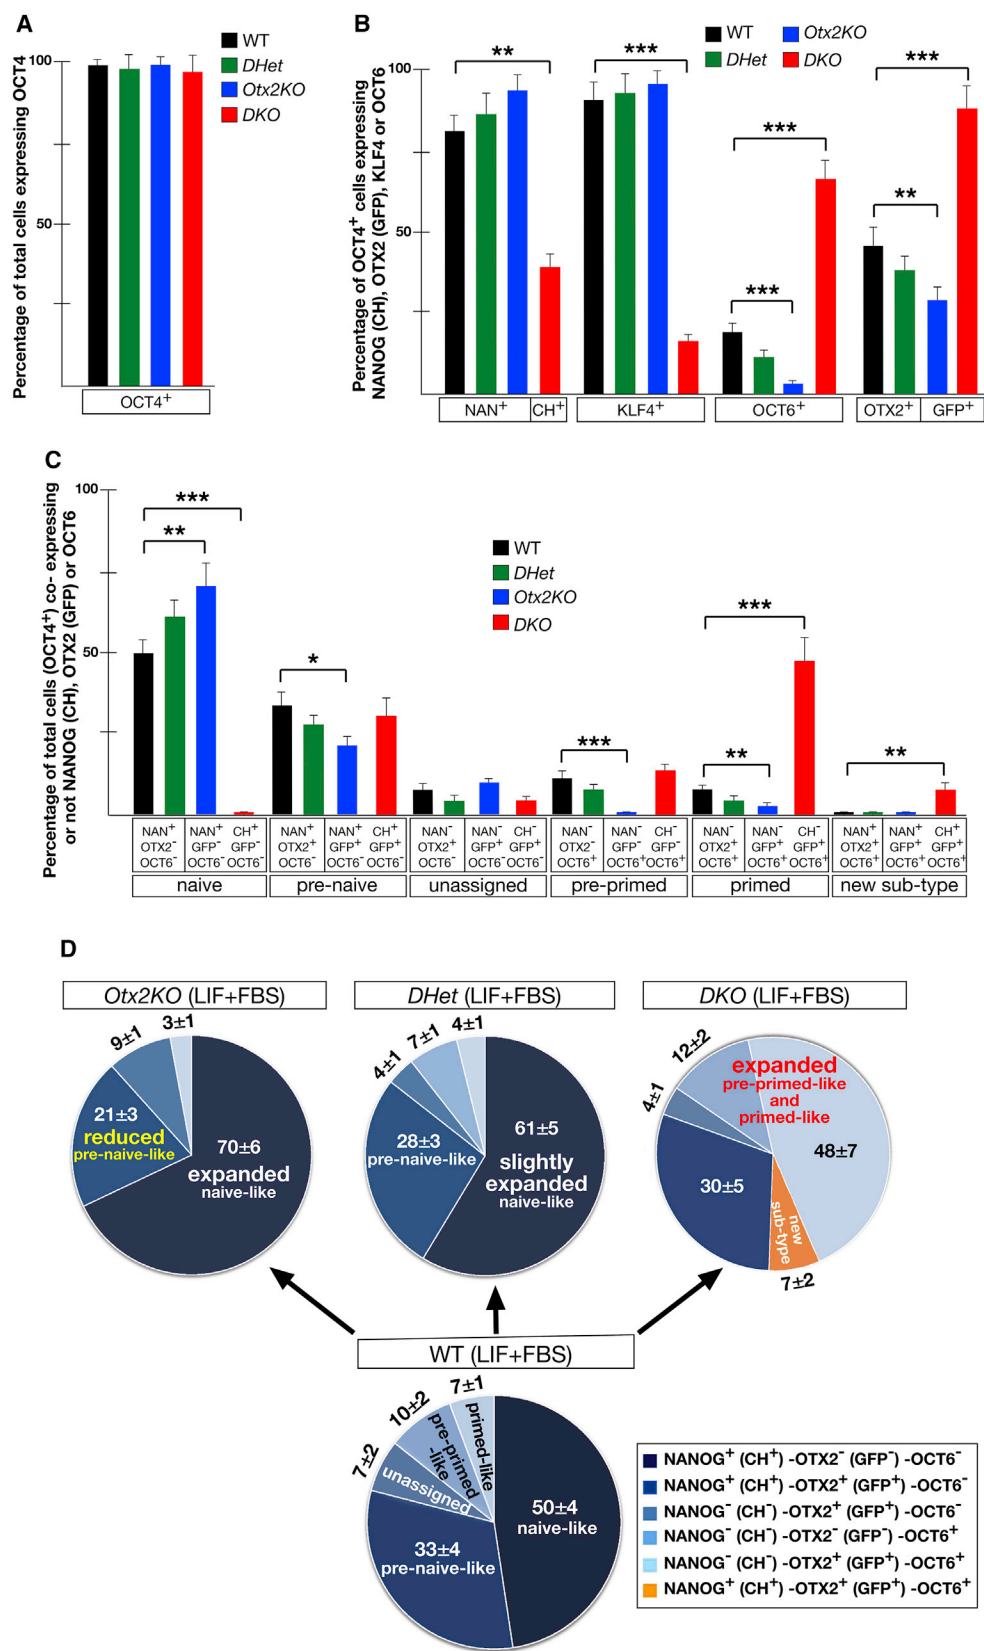 A
Percentage of total cells expressing OCT4
100
50
WT
DHet
Otx2KO
DKO
OCT4+
B
Percentage of OCT4+ cells expressing
NANOG (CH), OTX2 (GFP), KLF4 or OCT6
100
50
WT
DHet
Otx2KO
DKO
**
***
***
***
***
**
NAN+ CH+
KLF4+
OCT6+
OTX2+ GFP+
C
Percentage of total cells (OCT4+) co- expressing
or not NANOG (CH), OTX2 (GFP) or OCT6
100
50
WT
DHet
Otx2KO
DKO
***
**
*
***
***
**
**
NAN+ NAN+ CH+
OTX2- GFP- GFP-
OCT6- OCT6- OCT6-
naive
NAN+ NAN+ CH+
OTX2+ GFP+ GFP+
OCT6- OCT6- OCT6-
pre-naive
NAN- NAN- CH-
OTX2+ GFP+ GFP+
OCT6- OCT6- OCT6-
unassigned
NAN- NAN- CH-
OTX2- GFP- GFP-
OCT6+ OCT6+ OCT6+
pre-primed
NAN- NAN- CH-
OTX2+ GFP+ GFP+
OCT6+ OCT6+ OCT6+
primed
NAN+ NAN+ CH+
OTX2+ GFP+ GFP+
OCT6+ OCT6+ OCT6+
new sub-type
D
Otx2KO (LIF+FBS)
9±1
3±1
21±3
reduced
pre-naive-like
70±6
expanded
naive-like
DHet (LIF+FBS)
4±1
7±1
4±1
28±3
pre-naive-like
61±5
slightly
expanded
naive-like
DKO (LIF+FBS)
4±1
12±2
expanded
pre-primed-like
and
primed-like
48±7
30±5
new
sub-type
7±2
WT (LIF+FBS)
7±2
10±2
7±1
unassigned
pre-primed
-like
primed-like
50±4
naive-like
33±4
pre-naive-like
NANOG+ (CH+) -OTX2- (GFP-) -OCT6-
NANOG+ (CH+) -OTX2+ (GFP+) -OCT6-
NANOG- (CH-) -OTX2+ (GFP+) -OCT6-
NANOG- (CH-) -OTX2- (GFP-) -OCT6+
NANOG- (CH-) -OTX2+ (GFP+) -OCT6+
NANOG+ (CH+) -OTX2+ (GFP+) -OCT6+